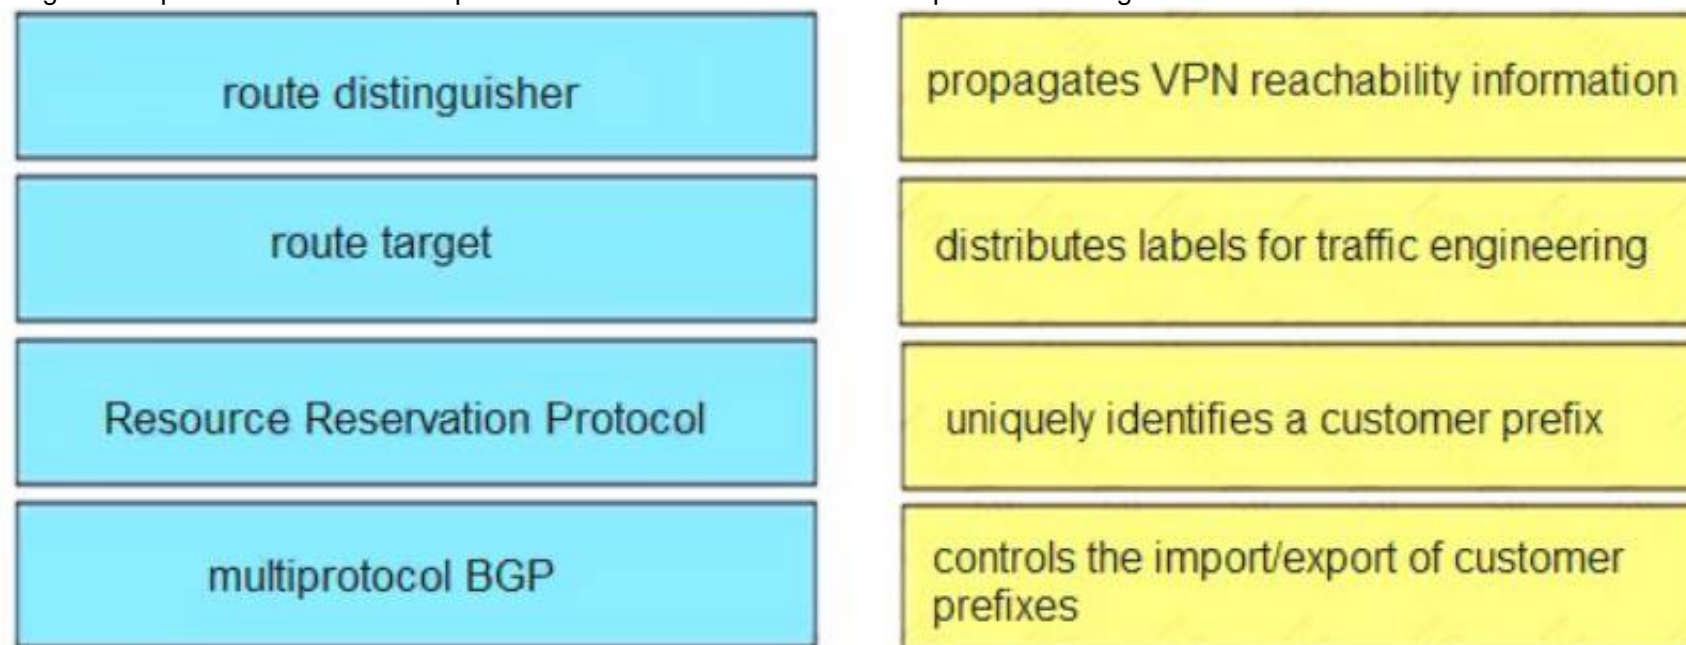 route distinguisher
propagates VPN reachability information
route target
distributes labels for traffic engineering
Resource Reservation Protocol
uniquely identifies a customer prefix
multiprotocol BGP
controls the import/export of customer
prefixes